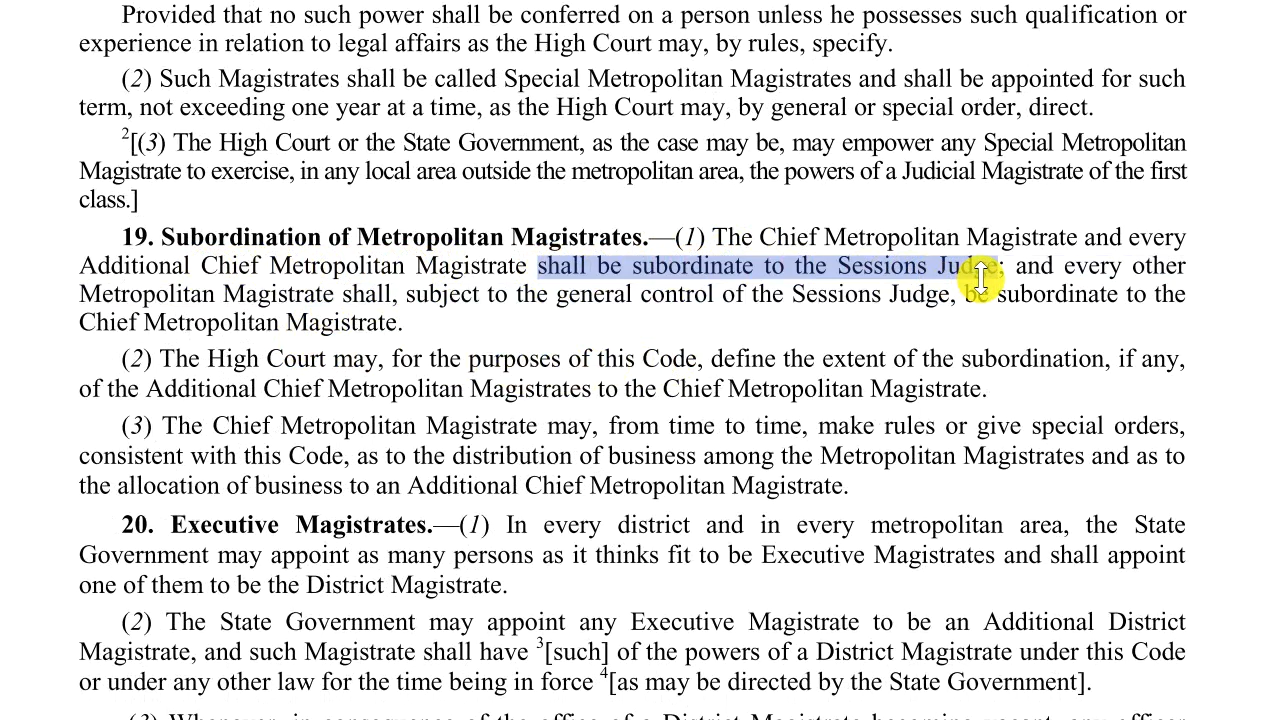 Provided that no such power shall be conferred on a person unless he possesses such qualification or
experience in relation to legal affairs as the High Court may, by rules, specify.
(2) Such Magistrates shall be called Special Metropolitan Magistrates and shall be appointed for such
term, not exceeding one year at a time, as the High Court may, by general or special order, direct.
2[(3) The High Court or the State Government, as the case may be, may empower any Special Metropolitan
Magistrate to exercise, in any local area outside the metropolitan area, the powers of a Judicial Magistrate of the first
class.]
19. Subordination of Metropolitan Magistrates.—(1) The Chief Metropolitan Magistrate and every
Additional Chief Metropolitan Magistrate shall be subordinate to the Sessions Judge; and every other
Metropolitan Magistrate shall, subject to the general control of the Sessions Judge, be subordinate to the
Chief Metropolitan Magistrate.
(2) The High Court may, for the purposes of this Code, define the extent of the subordination, if any,
of the Additional Chief Metropolitan Magistrates to the Chief Metropolitan Magistrate.
(3) The Chief Metropolitan Magistrate may, from time to time, make rules or give special orders,
consistent with this Code, as to the distribution of business among the Metropolitan Magistrates and as to
the allocation of business to an Additional Chief Metropolitan Magistrate.
20. Executive Magistrates.—(1) In every district and in every metropolitan area, the State
Government may appoint as many persons as it thinks fit to be Executive Magistrates and shall appoint
one of them to be the District Magistrate.
(2) The State Government may appoint any Executive Magistrate to be an Additional District
Magistrate, and such Magistrate shall have 3[such] of the powers of a District Magistrate under this Code
or under any other law for the time being in force 4[as may be directed by the State Government].